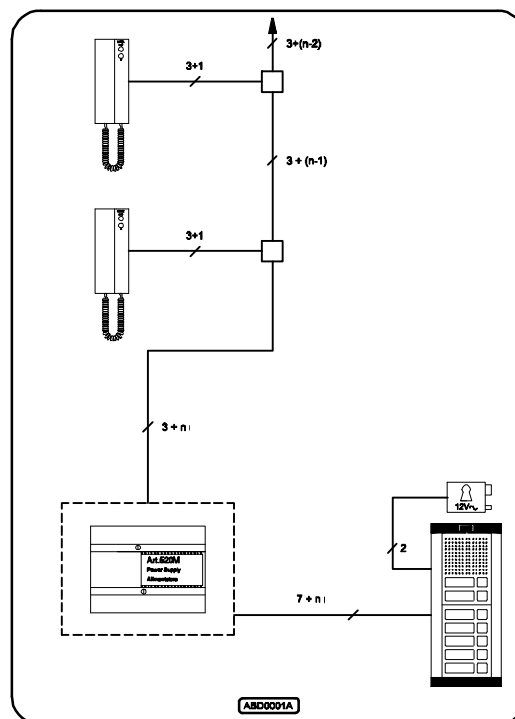 3+(n-2)
3+1
3 + (n-1)
3+1
3 + n
12V~
2
Art.520M
Power Supply
Alimentatore
7 + n
ABD0001A